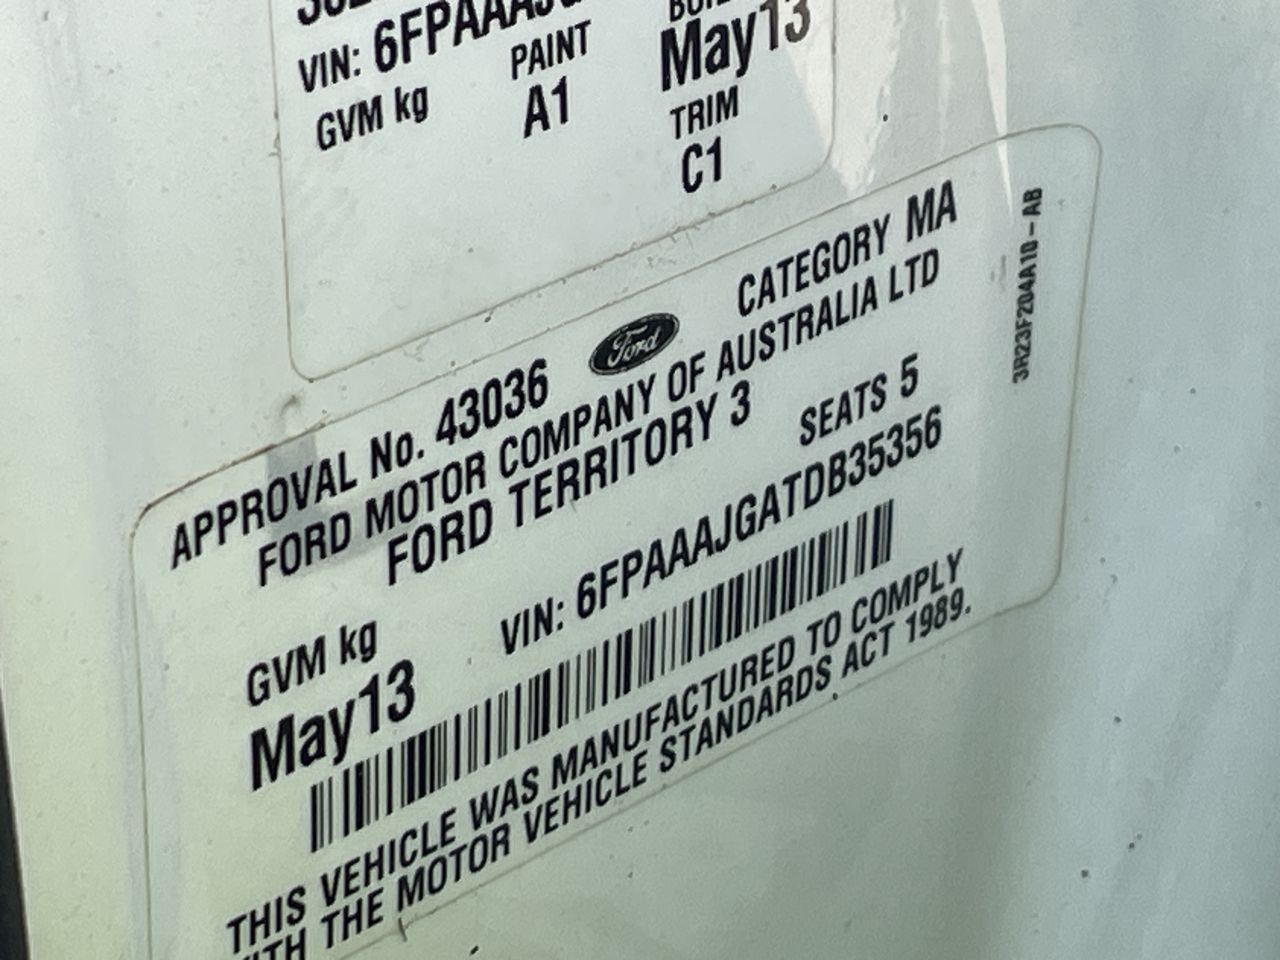 VIN: 6FPAAAJG
GVM kg PAINT May13
A1 TRIM
C1
APPROVAL No. 43036 Ford CATEGORY MA
FORD MOTOR COMPANY OF AUSTRALIA LTD
FORD TERRITORY 3 SEATS 5
GVM kg VIN: 6FPAAAJGATDB35356
May13
THIS VEHICLE WAS MANUFACTURED TO COMPLY
WITH THE MOTOR VEHICLE STANDARDS ACT 1989.
3R23F204A10-AB